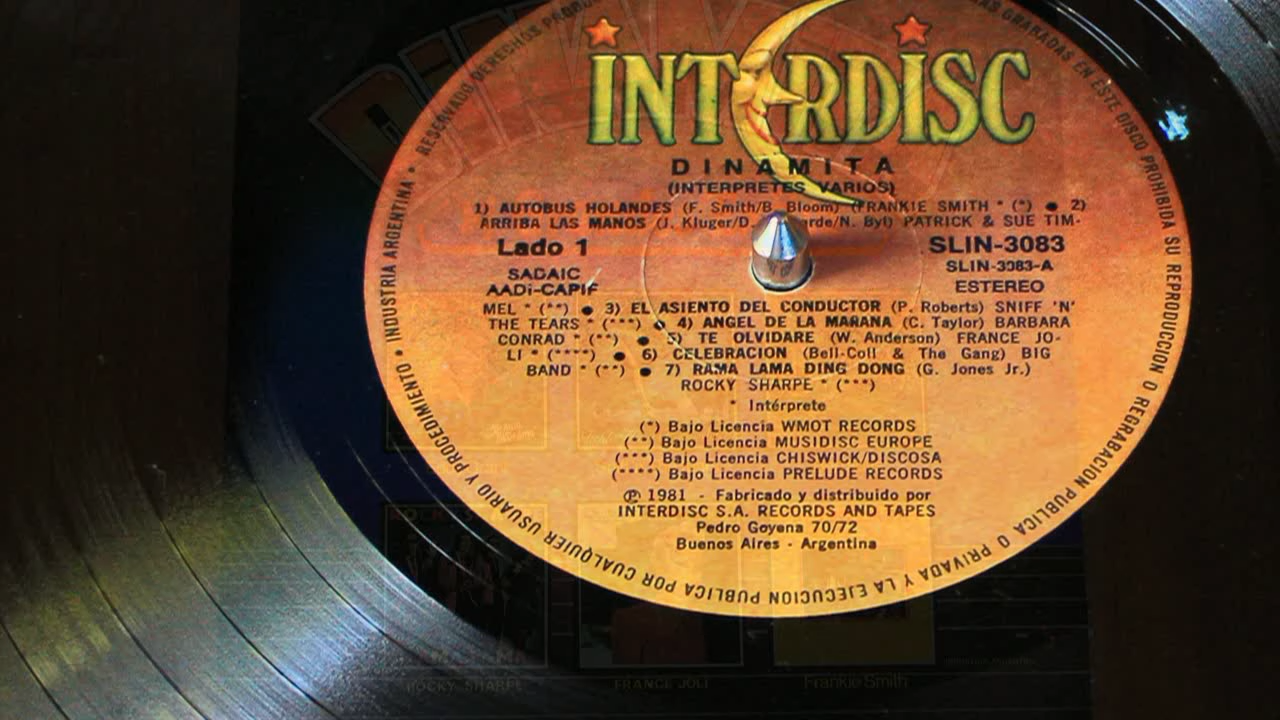 INTERDISC
DINAMITA
(INTERPRETES VARIOS)
1) AUTOBUS HOLANDES (F. Smith/B. Bloom) (FRANKIE SMITH * (*) ● 2)
ARRIBA LAS MANOS (J. Kluger/D. arde/N. Byl) PATRICK & SUE TIM-
Lado 1
SLIN-3083
SADAIC
AADi-CAPIF
SLIN-3083-A
ESTEREO
MEL * (**) ● 3) EL ASIENTO DEL CONDUCTOR (P. Roberts) SNIFF 'N'
THE TEARS * (***) ● 4) ANGEL DE LA MAÑANA (C. Taylor) BARBARA
CONRAD * (**) ● 5) TE OLVIDARE (W. Anderson) FRANCE JO-
LI * (****) ● 6) CELEBRACION (Bell-Coll & The Gang) BIG
BAND * (**) ● 7) RAMA LAMA DING DONG (G. Jones Jr.)
ROCKY SHARPE * (***)
* Intérprete
(*) Bajo Licencia WMOT RECORDS
(**) Bajo Licencia MUSIDISC EUROPE
(***) Bajo Licencia CHISWICK/DISCOSA
(****) Bajo Licencia PRELUDE RECORDS
℗ 1981 - Fabricado y distribuido por
INTERDISC S.A. RECORDS AND TAPES
Pedro Goyena 70/72
Buenos Aires - Argentina
INDUSTRIA ARGENTINA • RESERVADO DERECHOS
GRABADAS EN ESTE DISCO PROHIBIDA SU REPRODUCCION O REGRABACION PUBLICA O PRIVADA Y LA EJECUCION PUBLICA POR CUALQUIER USUARIO Y PROCEDIMIENTO •
ROCKY SHARPE
FRANCE JOLI
Frankie Smith